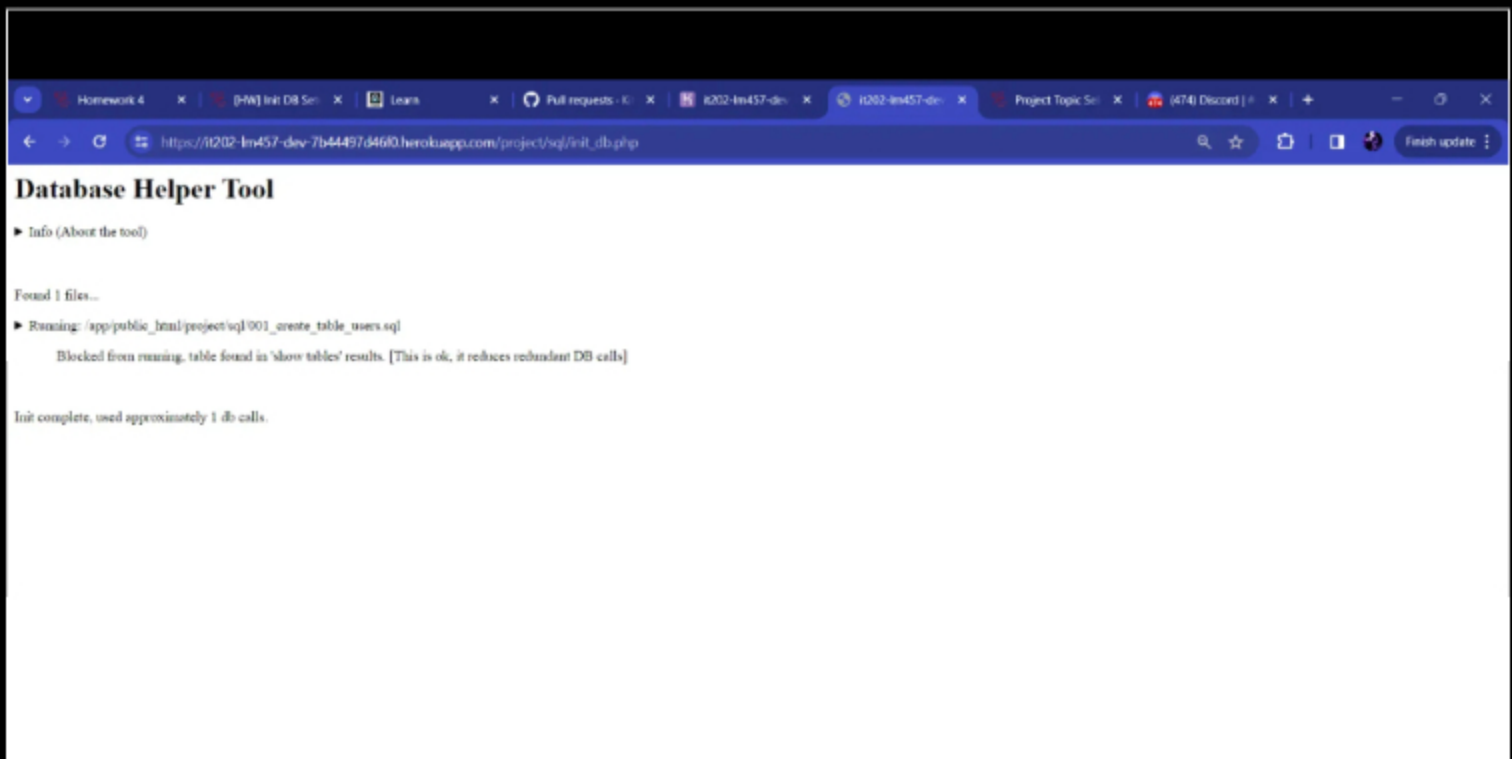 Homework 4
[HW] Init DB Se
Learn
Pull requests · K
it202-lm457-dev
it202-lm457-dev
Project Topic Se
(474) Discord | #
https://it202-lm457-dev-7b44497d46f0.herokuapp.com/project/sql/init_db.php
Finish update
Database Helper Tool
Info (About the tool)
Found 1 files...
Running: /app/public_html/project/sql/001_create_table_users.sql
Blocked from running, table found in 'show tables' results. [This is ok, it reduces redundant DB calls]
Init complete, used approximately 1 db calls.